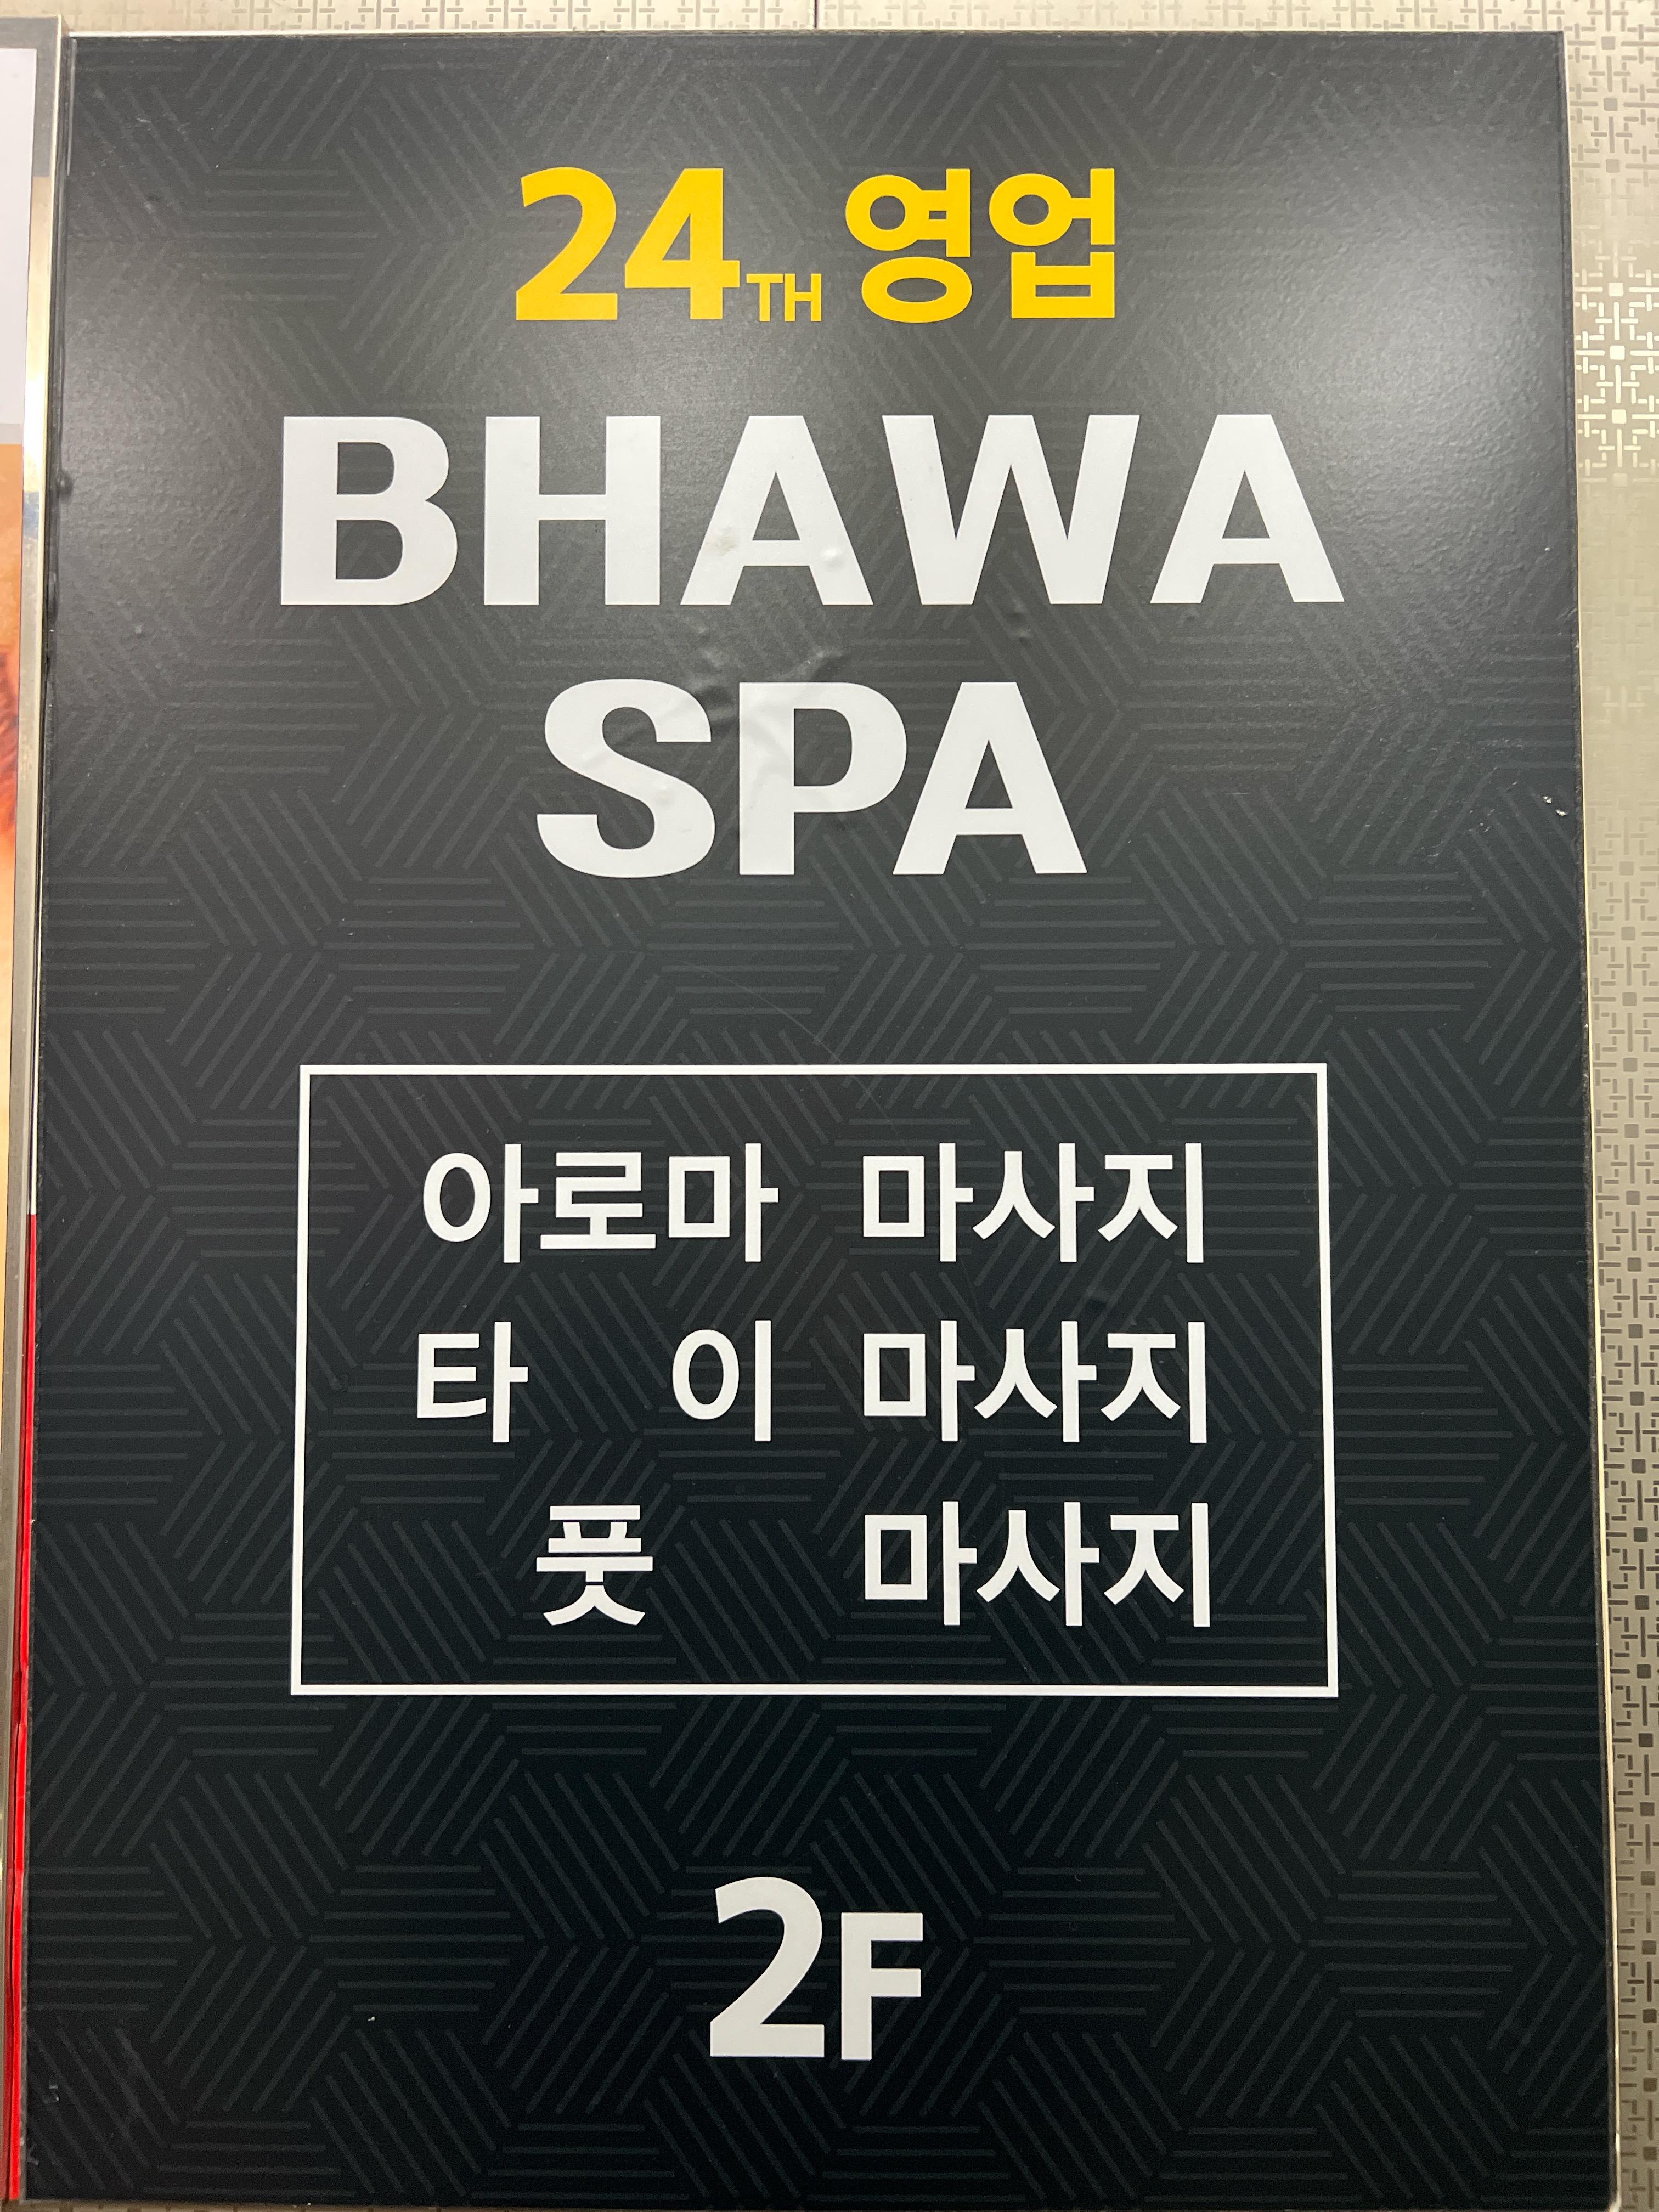 24TH 영업
BHAWA
SPA
아로마 마사지
타 이 마사지
풋 마사지
2F